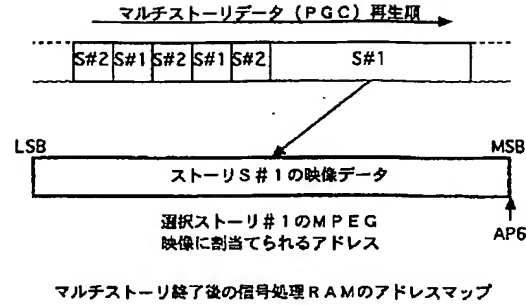 マルチストーリデータ(PGC)再生順
S#2 S#1 S#2 S#1 S#2 S#1
LSB MSB
ストーリS#1の映像データ
選択ストーリ#1のMPEG
映像に割当てられるアドレス
AP6
マルチストーリ終了後の信号処理RAMのアドレスマップ